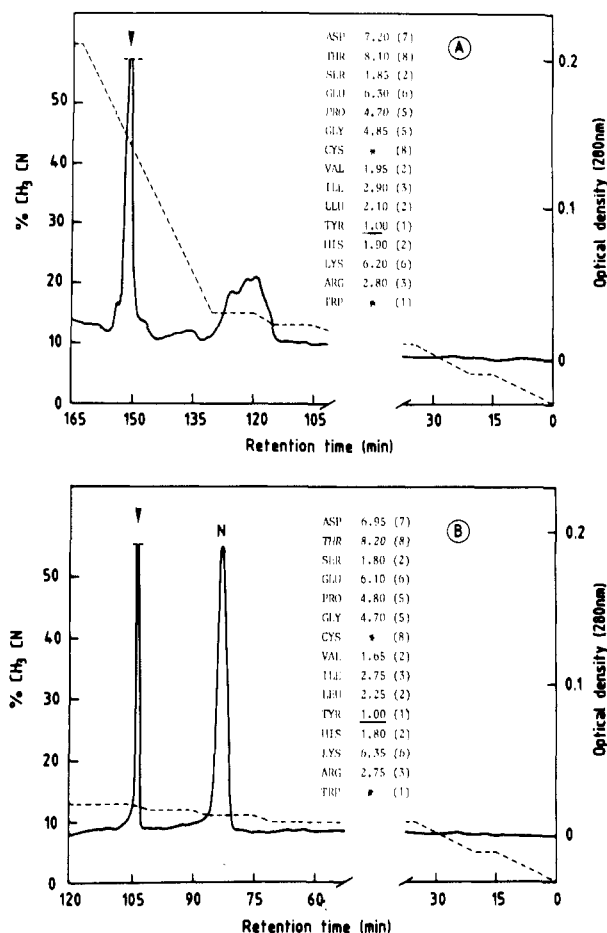 A
ASP 7.20 (7)
THR 8.10 (8)
SER 1.85 (2)
GLU 6.30 (6)
PRO 4.70 (5)
GLY 4.85 (5)
CYS * (8)
VAL 1.95 (2)
ILE 2.90 (3)
LEU 2.10 (2)
TYR 1.00 (1)
HIS 1.90 (2)
LYS 6.20 (6)
ARG 2.80 (3)
TRP * (1)
% CH3 CN
50
40
30
20
10
0
Optical density (280nm)
0.2
0.1
0
165 150 135 120 105 30 15 0
Retention time (min)
B
N
ASP 6.95 (7)
THR 8.20 (8)
SER 1.80 (2)
GLU 6.10 (6)
PRO 4.80 (5)
GLY 4.70 (5)
CYS * (8)
VAL 1.65 (2)
ILE 2.75 (3)
LEU 2.25 (2)
TYR 1.00 (1)
HIS 1.80 (2)
LYS 6.35 (6)
ARG 2.75 (3)
TRP * (1)
% CH3 CN
50
40
30
20
10
0
Optical density (280nm)
0.2
0.1
0
120 105 90 75 60 30 15 0
Retention time (min)